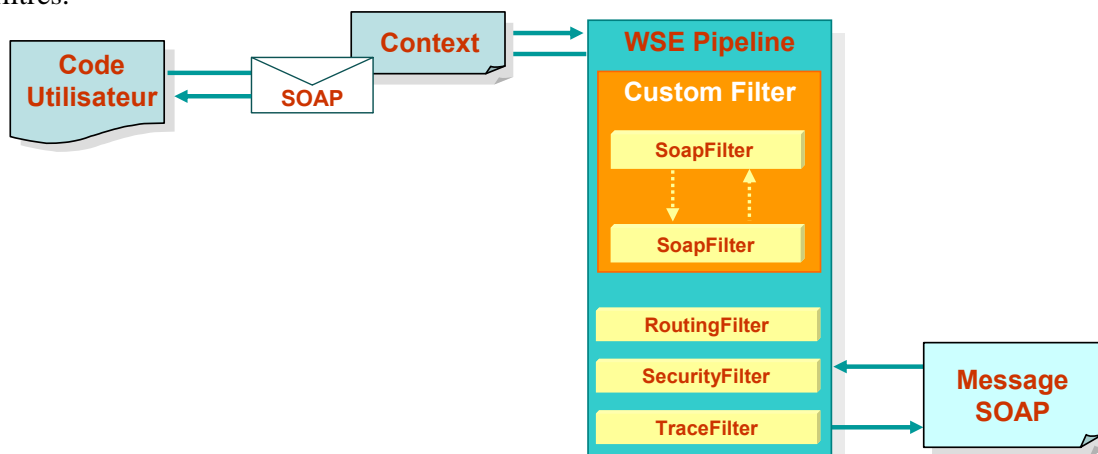 Code
Utilisateur
SOAP
Context
WSE Pipeline
Custom Filter
SoapFilter
SoapFilter
RoutingFilter
SecurityFilter
TraceFilter
Message
SOAP